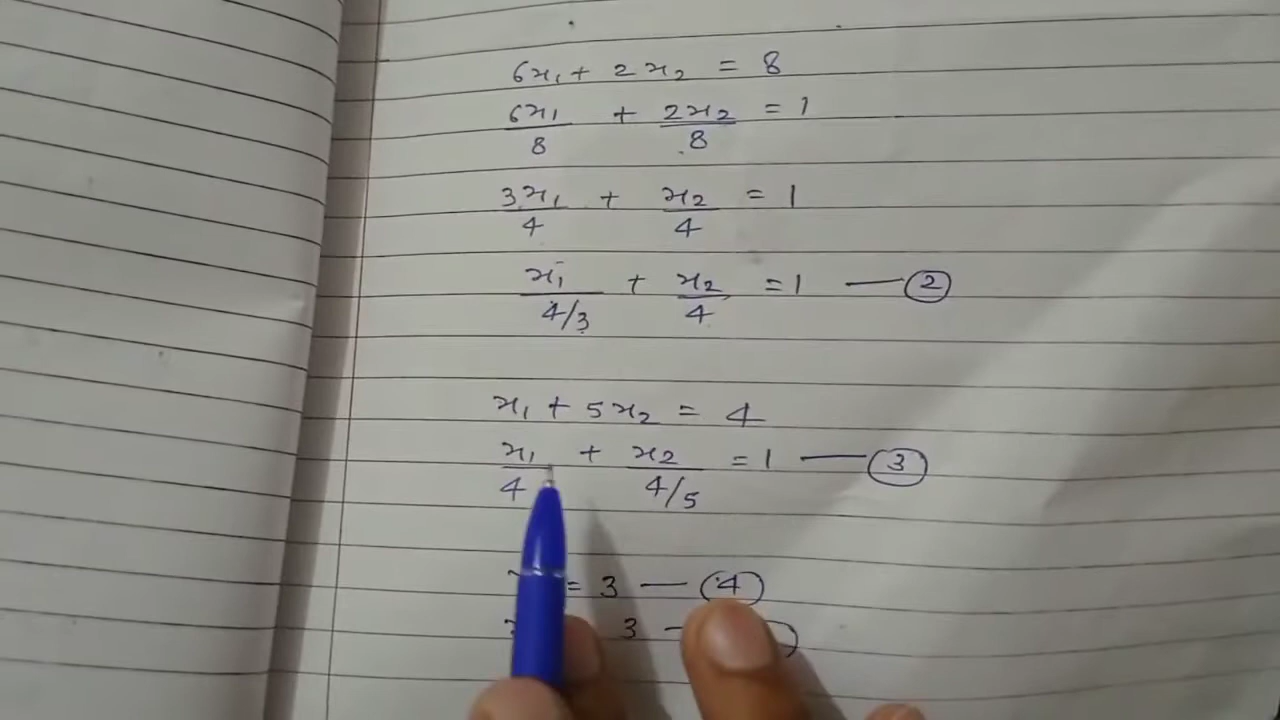 6x₁ + 2x₂ = 8
6x₁/8 + 2x₂/8 = 1
3x₁/4 + x₂/4 = 1
x₁/(4/3) + x₂/4 = 1 — ②
x₁ + 5x₂ = 4
x₁/4 + x₂/(4/5) = 1 — ③
= 3 — ④
3 —